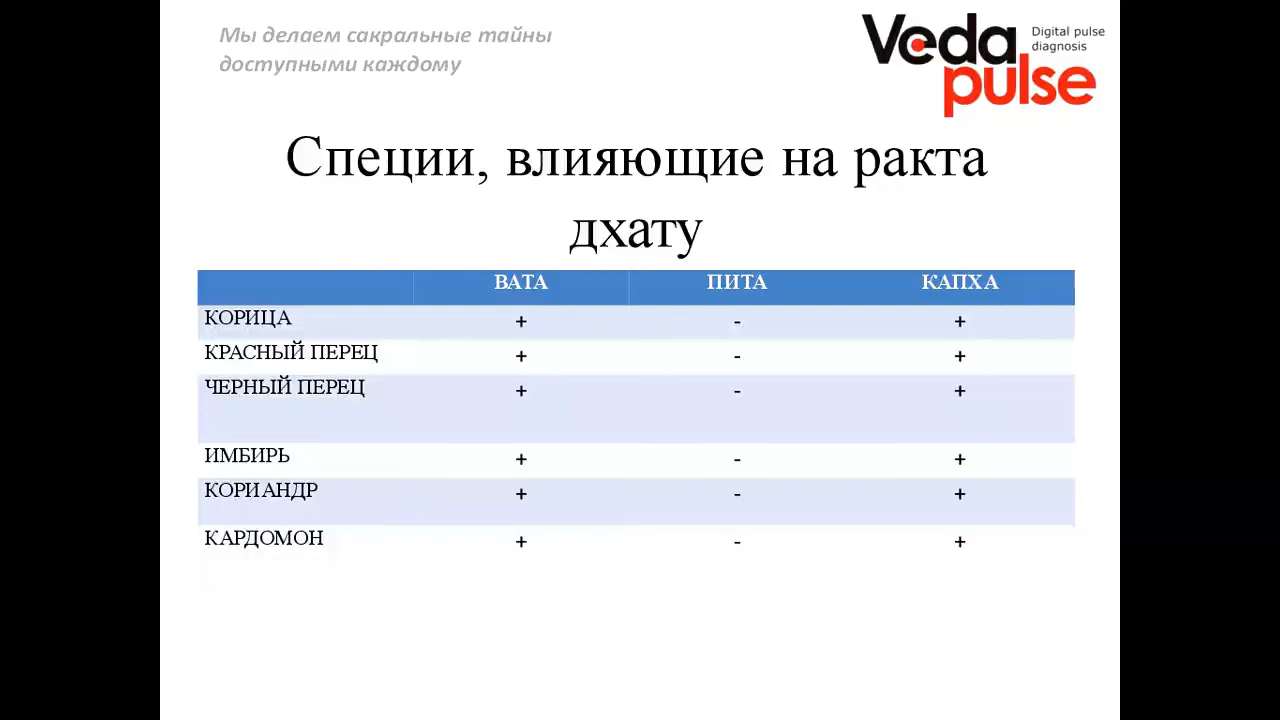 Мы делаем сакральные тайны
доступными каждому
Veda
pulse
Digital pulse
diagnosis
Специи, влияющие на ракта
дхату
ВАТА ПИТА КАПХА
КОРИЦА + - +
КРАСНЫЙ ПЕРЕЦ + - +
ЧЕРНЫЙ ПЕРЕЦ + - +
ИМБИРЬ + - +
КОРИАНДР + - +
КАРДОМОН + - +